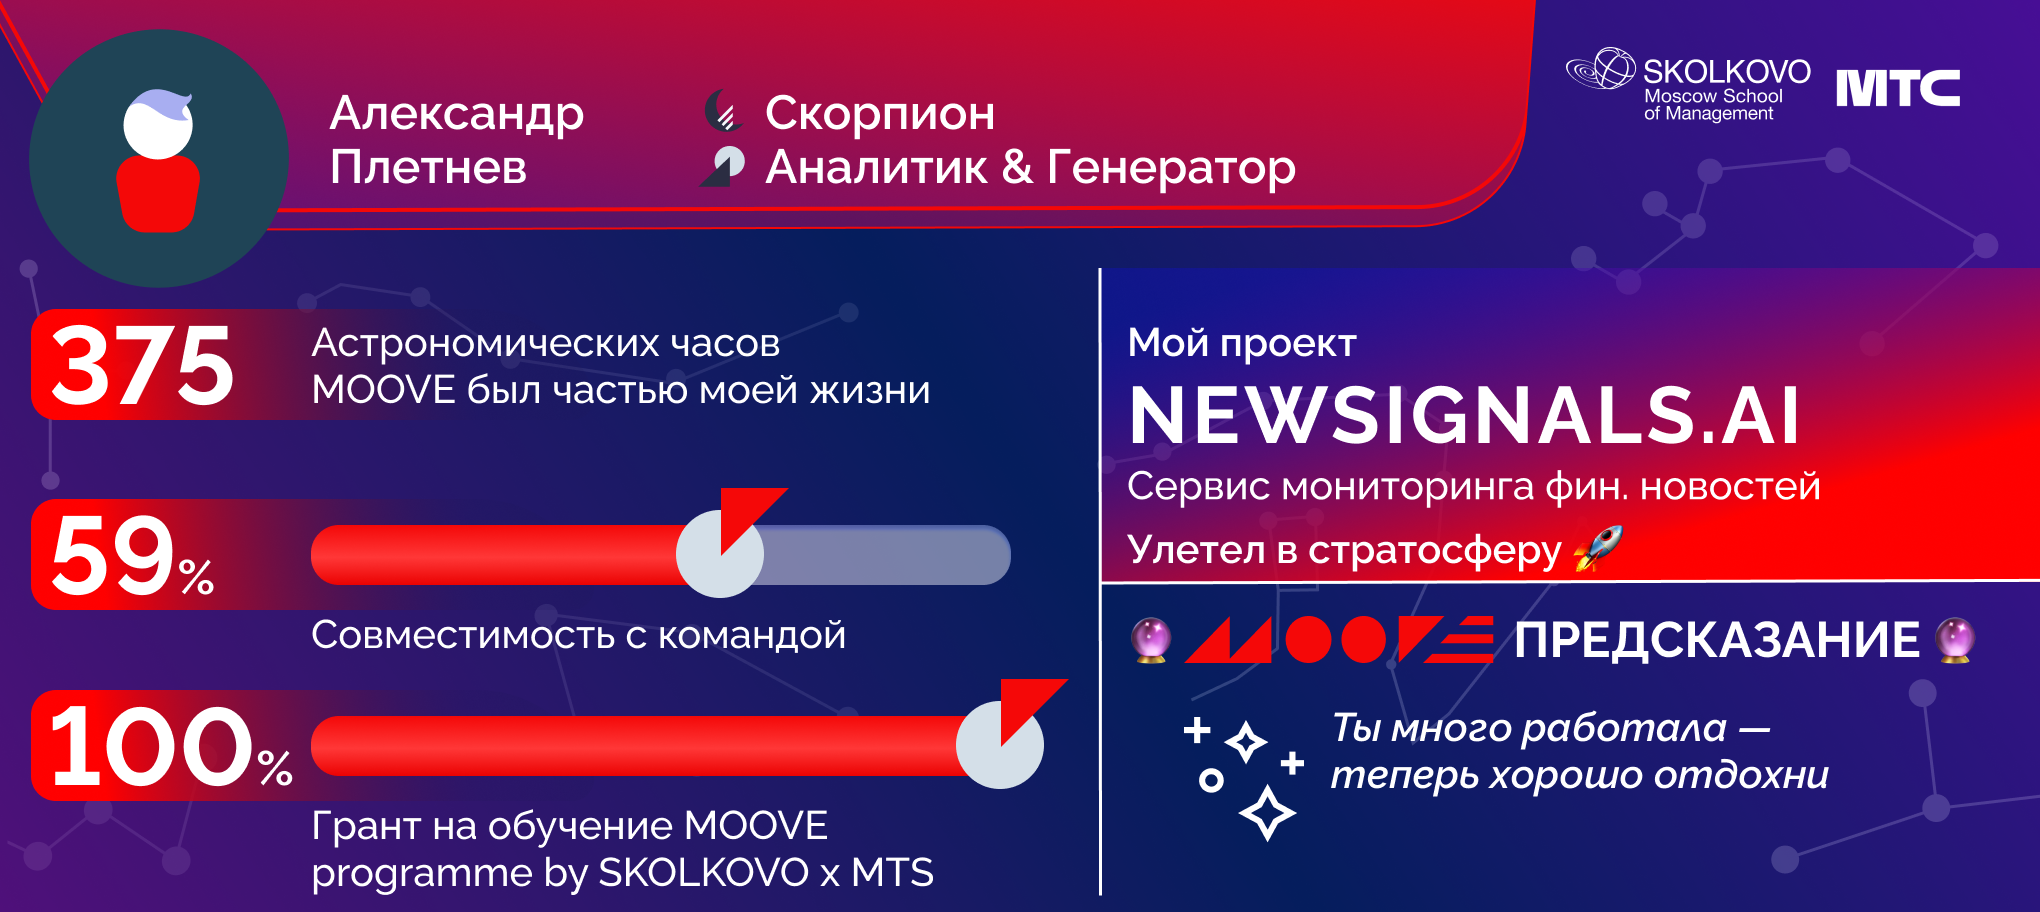 Александр
Плетнев
Скорпион
Аналитик & Генератор
SKOLKOVO
Moscow School
of Management
МТС
375
Астрономических часов
MOOVE был частью моей жизни
59%
Совместимость с командой
100%
Грант на обучение MOOVE
programme by SKOLKOVO x MTS
Мой проект
NEWSIGNALS.AI
Сервис мониторинга фин. новостей
Улетел в стратосферу 🚀
🔮 MOOVE ПРЕДСКАЗАНИЕ 🔮
Ты много работала —
теперь хорошо отдохни